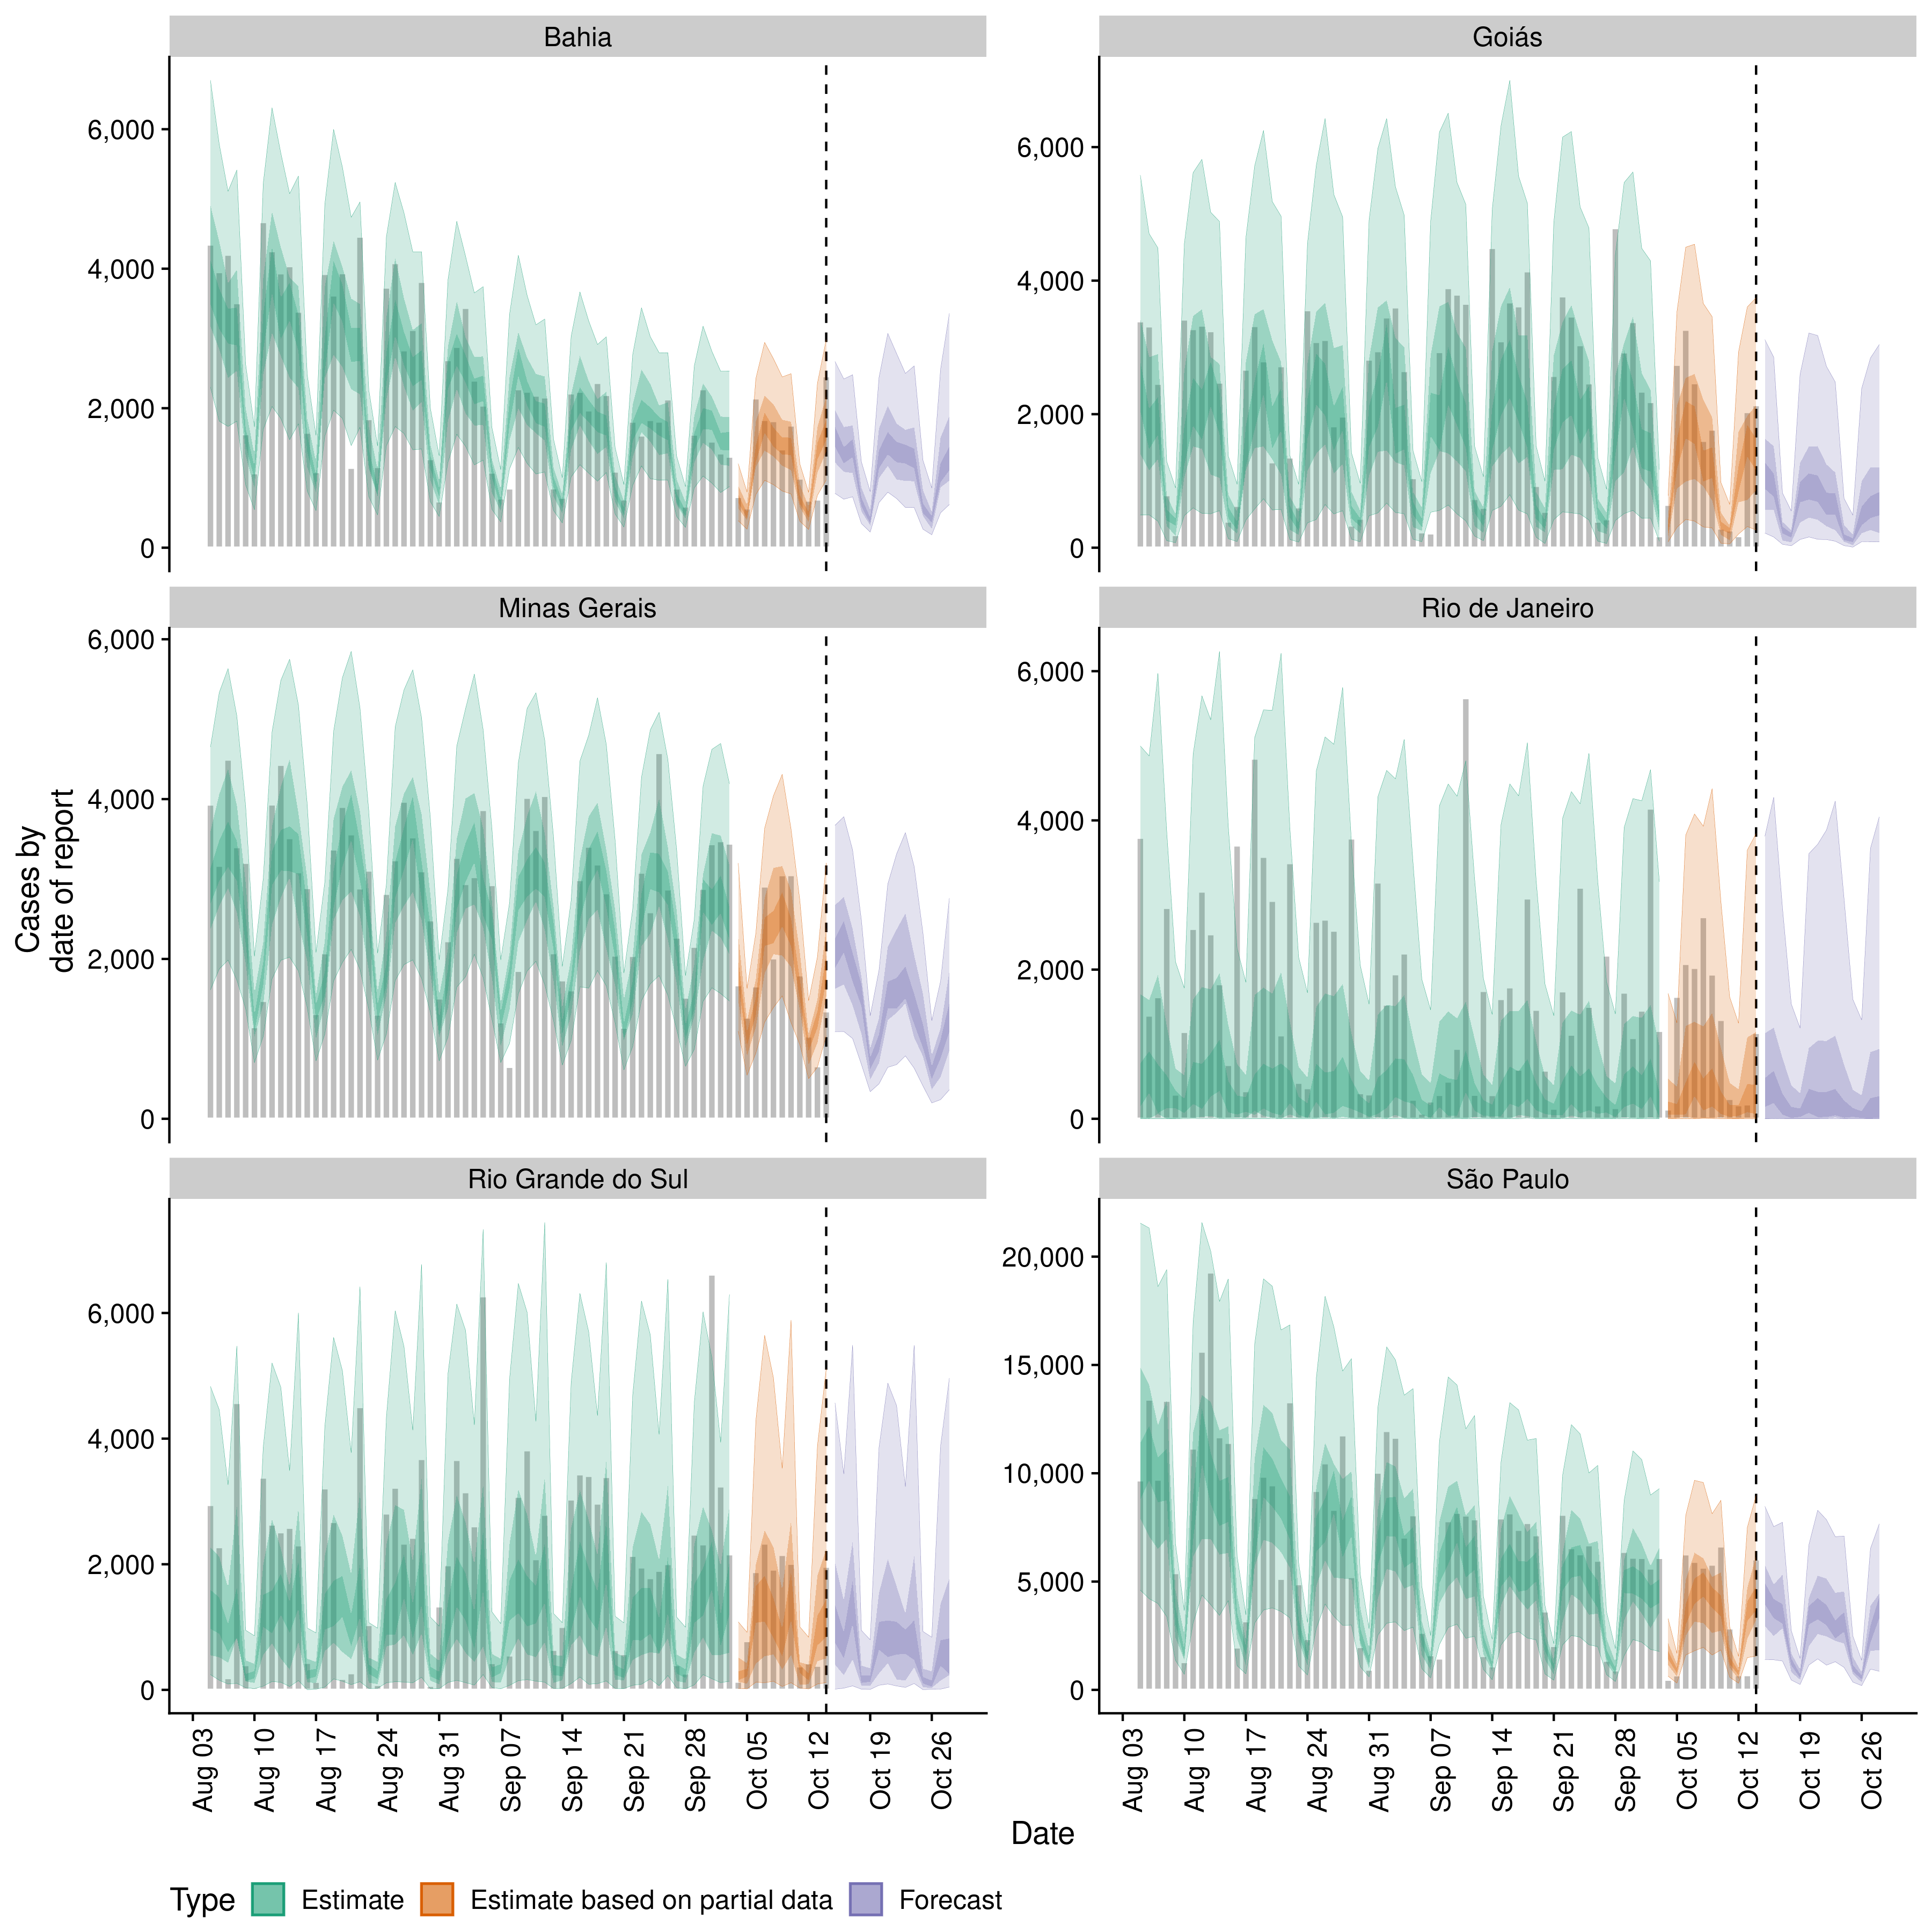 Bahia
Goiás
6,000
4,000
2,000
0
6,000
4,000
2,000
0
Minas Gerais
Rio de Janeiro
6,000
4,000
2,000
0
6,000
4,000
2,000
0
Cases by
date of report
Rio Grande do Sul
São Paulo
6,000
4,000
2,000
0
20,000
15,000
10,000
5,000
0
Aug 03
Aug 10
Aug 17
Aug 24
Aug 31
Sep 07
Sep 14
Sep 21
Sep 28
Oct 05
Oct 12
Oct 19
Oct 26
Aug 03
Aug 10
Aug 17
Aug 24
Aug 31
Sep 07
Sep 14
Sep 21
Sep 28
Oct 05
Oct 12
Oct 19
Oct 26
Date
Type Estimate Estimate based on partial data Forecast